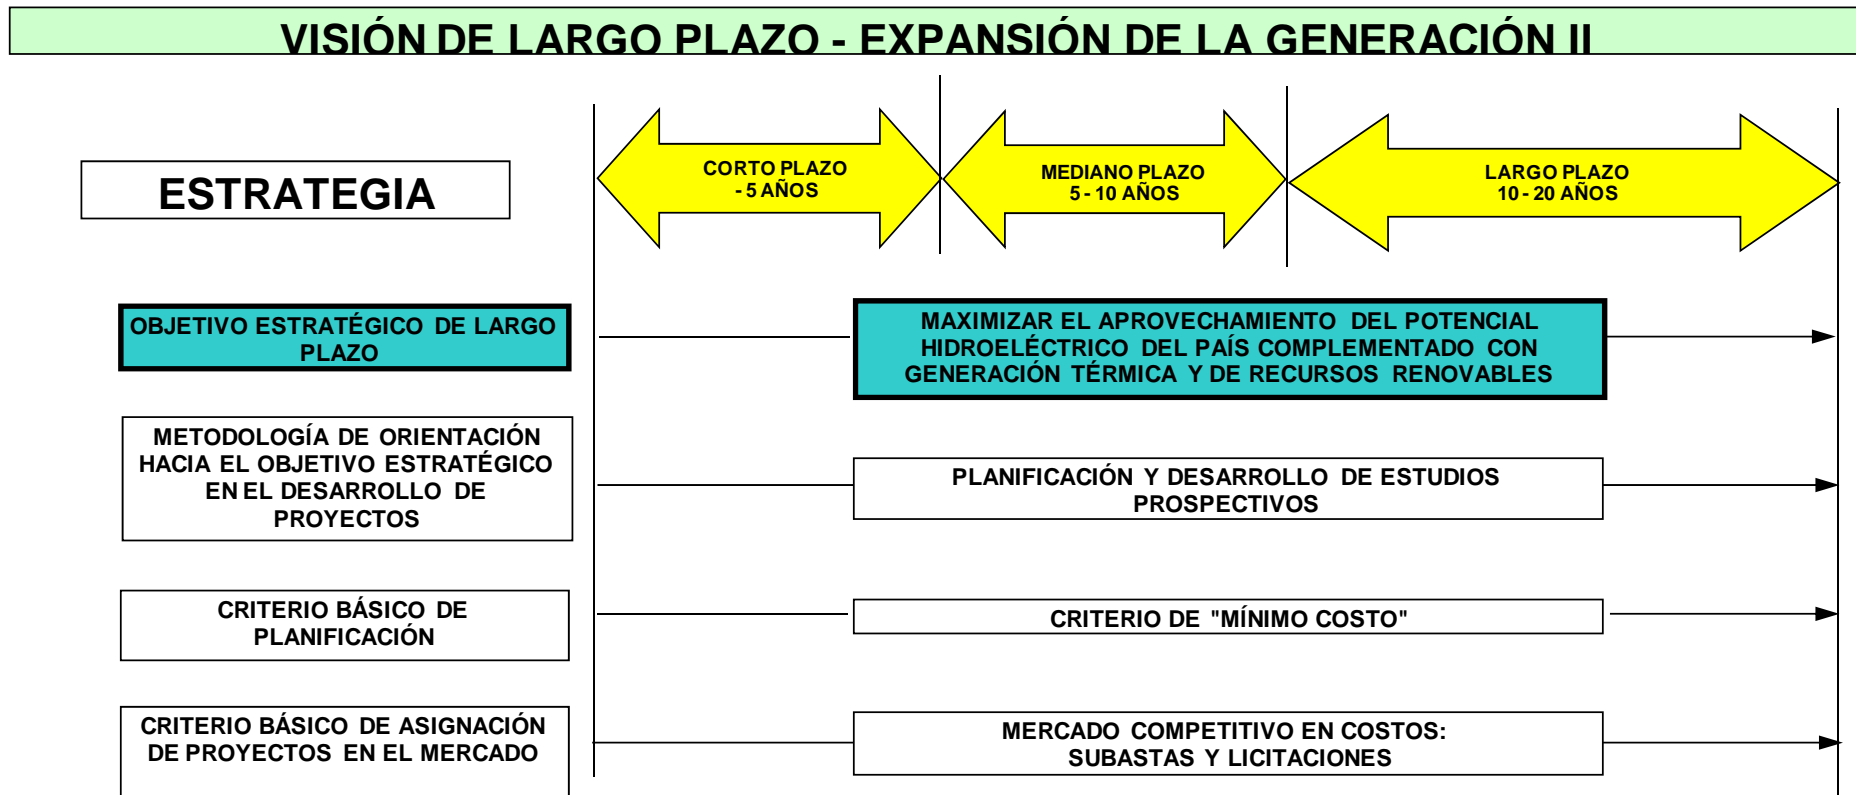 VISIÓN DE LARGO PLAZO - EXPANSIÓN DE LA GENERACIÓN II
ESTRATEGIA
CORTO PLAZO
- 5 AÑOS
MEDIANO PLAZO
5 - 10 AÑOS
LARGO PLAZO
10 - 20 AÑOS
OBJETIVO ESTRATÉGICO DE LARGO
PLAZO
MAXIMIZAR EL APROVECHAMIENTO DEL POTENCIAL
HIDROELÉCTRICO DEL PAÍS COMPLEMENTADO CON
GENERACIÓN TÉRMICA Y DE RECURSOS RENOVABLES
METODOLOGÍA DE ORIENTACIÓN
HACIA EL OBJETIVO ESTRATÉGICO
EN EL DESARROLLO DE
PROYECTOS
PLANIFICACIÓN Y DESARROLLO DE ESTUDIOS
PROSPECTIVOS
CRITERIO BÁSICO DE
PLANIFICACIÓN
CRITERIO DE "MÍNIMO COSTO"
CRITERIO BÁSICO DE ASIGNACIÓN
DE PROYECTOS EN EL MERCADO
MERCADO COMPETITIVO EN COSTOS:
SUBASTAS Y LICITACIONES